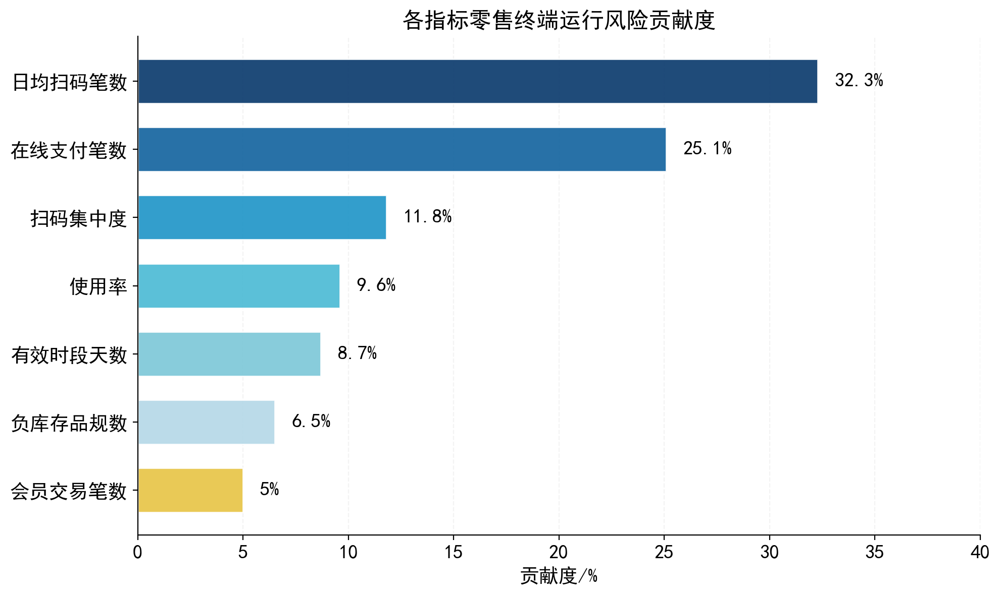 各指标零售终端运行风险贡献度
日均扫码笔数
32.3%
在线支付笔数
25.1%
扫码集中度
11.8%
使用率
9.6%
有效时段天数
8.7%
负库存品规数
6.5%
会员交易笔数
5%
0 5 10 15 20 25 30 35 40
贡献度/%